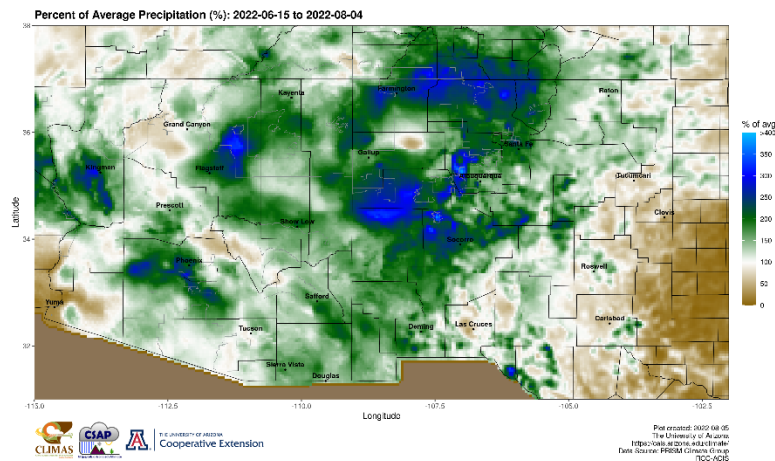 Percent of Average Precipitation (%): 2022-06-15 to 2022-08-04
38
36
34
32
Latitude
-115.0
-112.5
-110.0
-107.5
-105.0
-102.5
Longitude
Kayenta
Farmington
Raton
Grand Canyon
Gallup
Santa Fe
Kingman
Flagstaff
Albuquerque
Tucumcari
Prescott
Show Low
Clovis
Socorro
Phoenix
Roswell
Yuma
Safford
Carlsbad
Tucson
Deming
Las Cruces
Sierra Vista
Douglas
% of avg
>400
350
300
250
200
150
100
50
0
CLIMAS
CSAP
THE UNIVERSITY OF ARIZONA
Cooperative Extension
Plot created: 2022-08-05
The University of Arizona
https://cals.arizona.edu/climate/
Data Source: PRISM Climate Group
RCC-ACIS